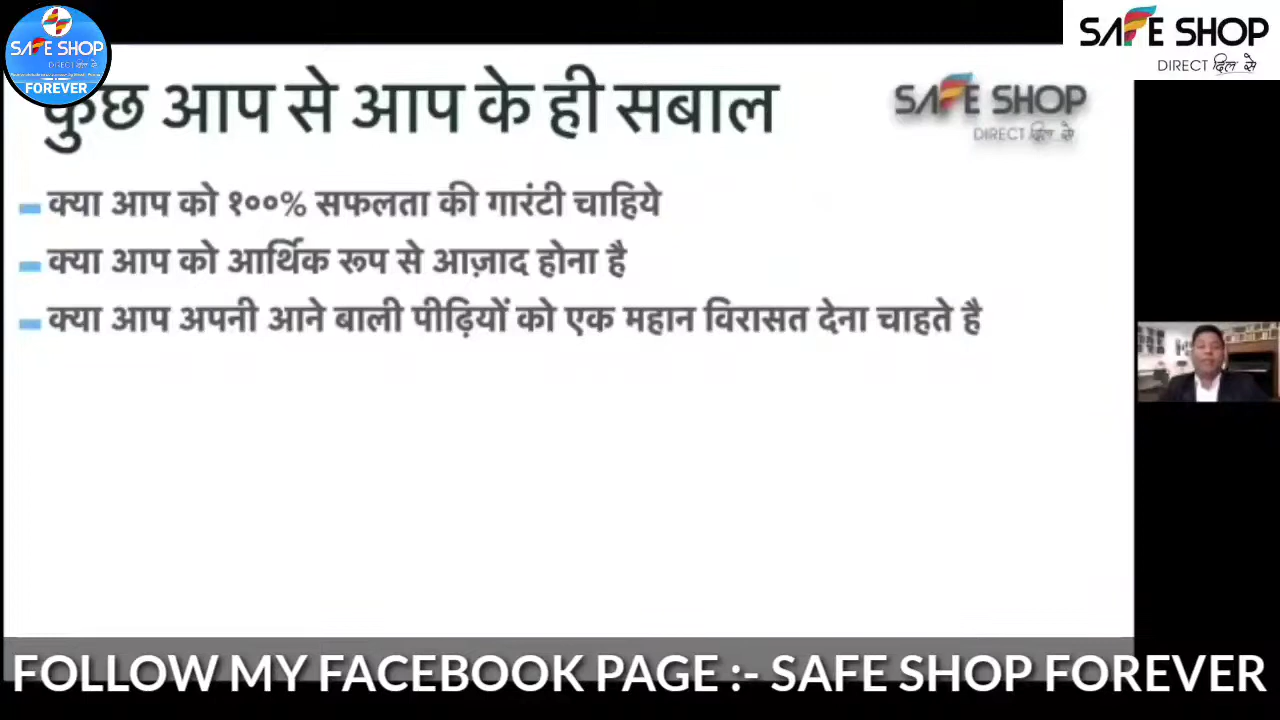 SAFE SHOP
DIRECT दिल से
FOREVER
SAFE SHOP
DIRECT दिल से
कुछ आप से आप के ही सबाल
SAFE SHOP
DIRECT दिल से
क्या आप को १००% सफलता की गारंटी चाहिये
क्या आप को आर्थिक रूप से आज़ाद होना है
क्या आप अपनी आने बाली पीढ़ियों को एक महान विरासत देना चाहते है
FOLLOW MY FACEBOOK PAGE :- SAFE SHOP FOREVER